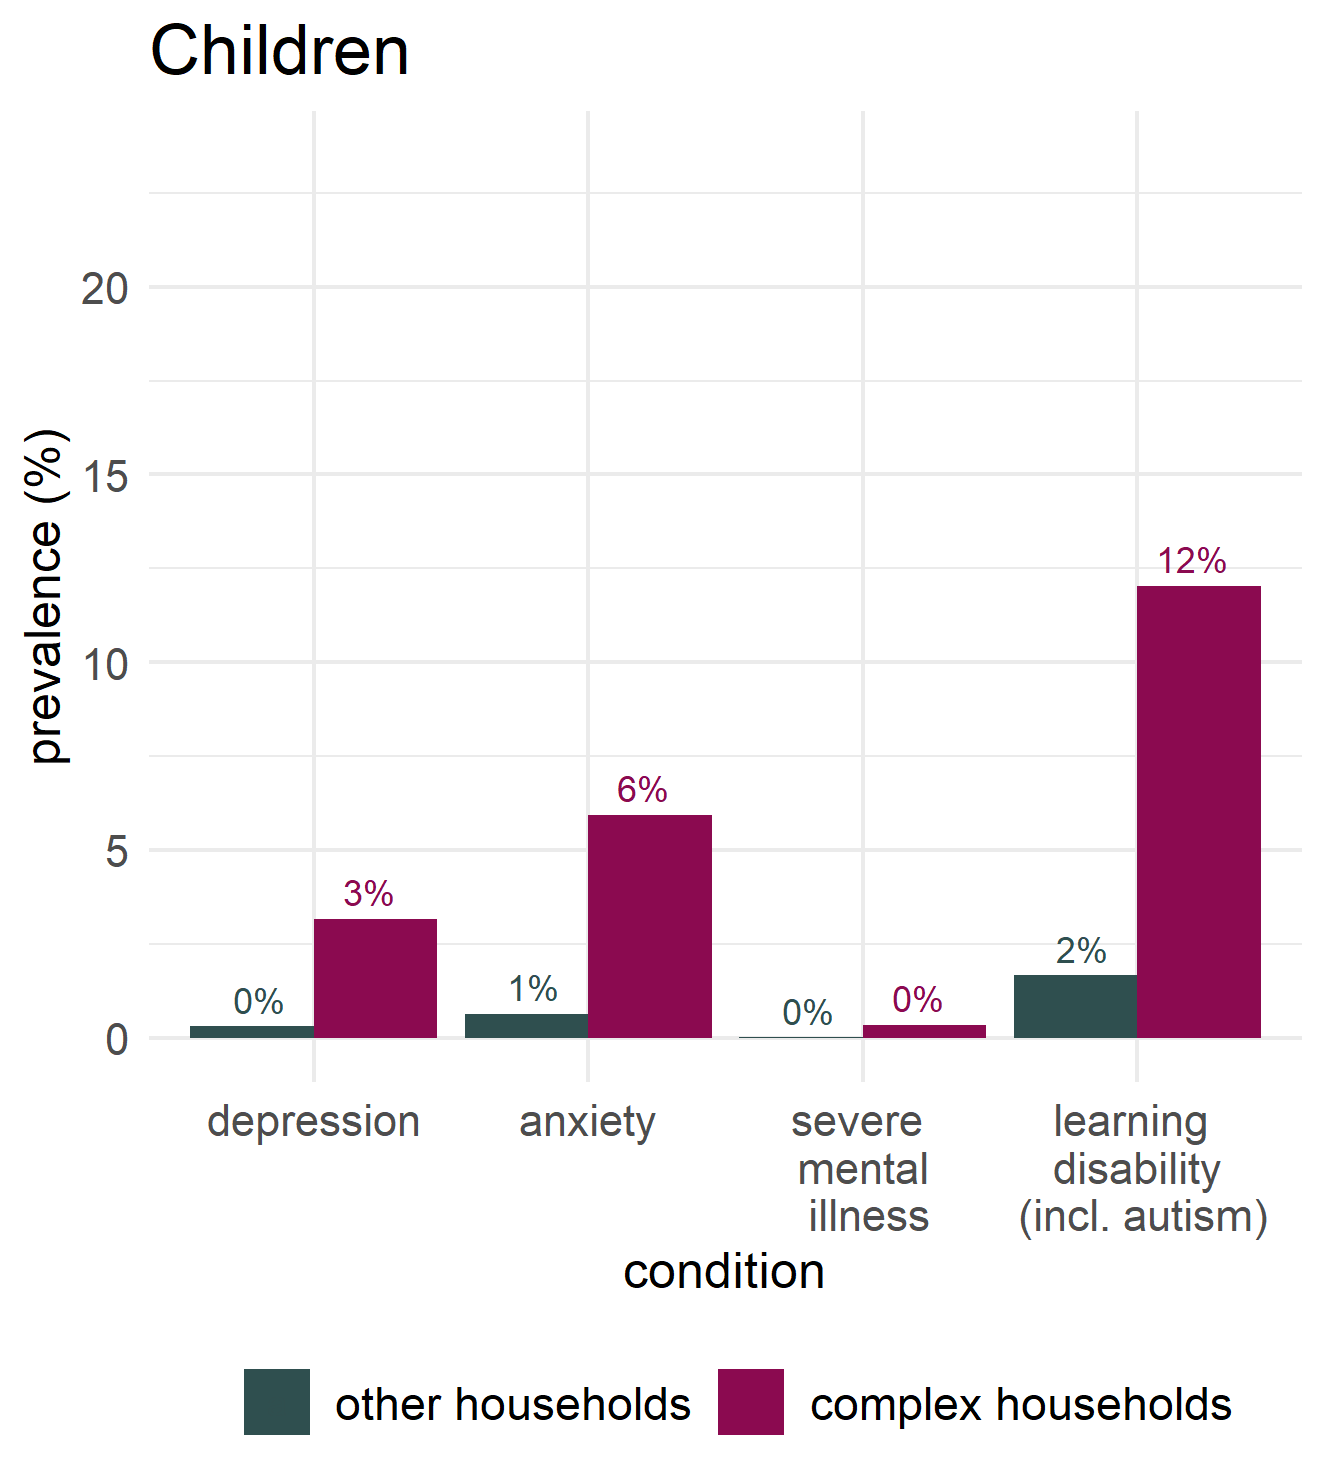 Children
prevalence (%)
20
15
10
5
0
0%
3%
1%
6%
0%
0%
2%
12%
depression
anxiety
severe
mental
illness
learning
disability
(incl. autism)
condition
other households
complex households